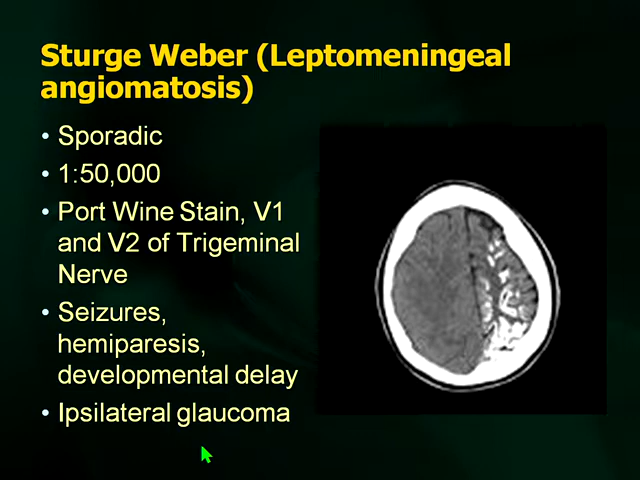 Sturge Weber (Leptomeningeal
angiomatosis)
• Sporadic
• 1:50,000
• Port Wine Stain, V1
and V2 of Trigeminal
Nerve
• Seizures,
hemiparesis,
developmental delay
• Ipsilateral glaucoma